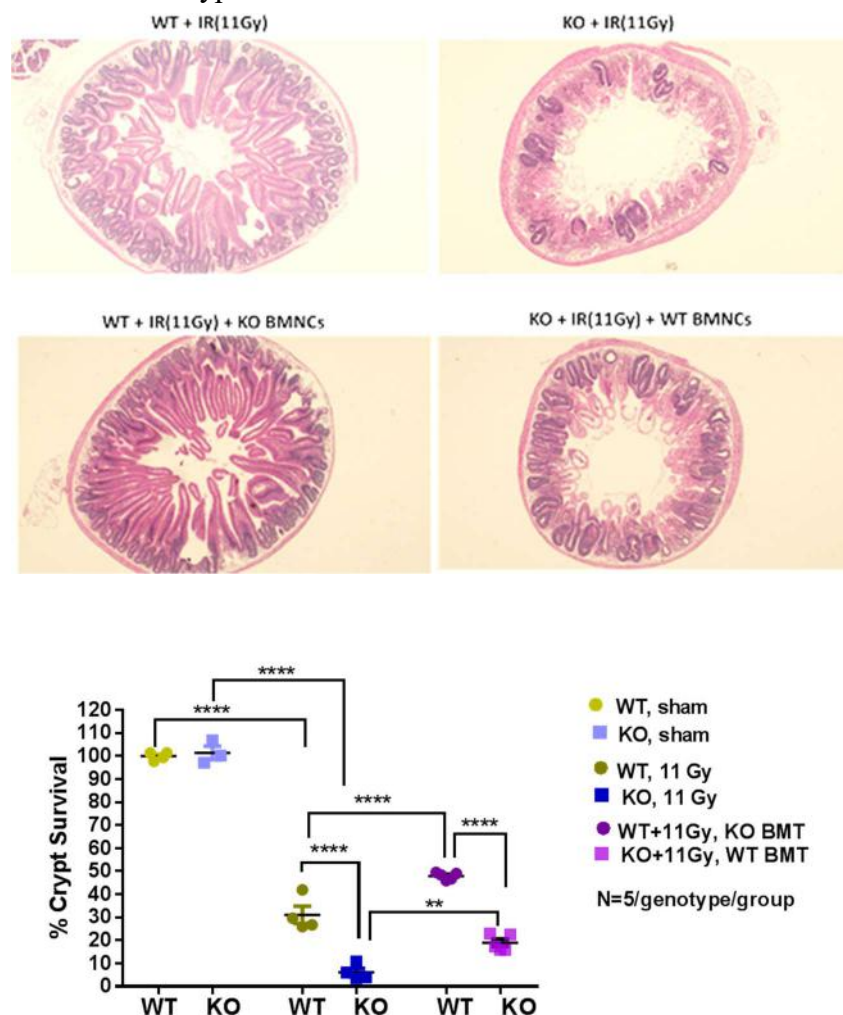 WT + IR(11Gy)
KO + IR(11Gy)
WT + IR(11Gy) + KO BMNCs
KO + IR(11Gy) + WT BMNCs
% Crypt Survival
120
110
100
90
80
70
60
50
40
30
20
10
0
****
****
****
****
****
**
WT KO WT KO WT KO
WT, sham
KO, sham
WT, 11 Gy
KO, 11 Gy
WT+11Gy, KO BMT
KO+11Gy, WT BMT
N=5/genotype/group